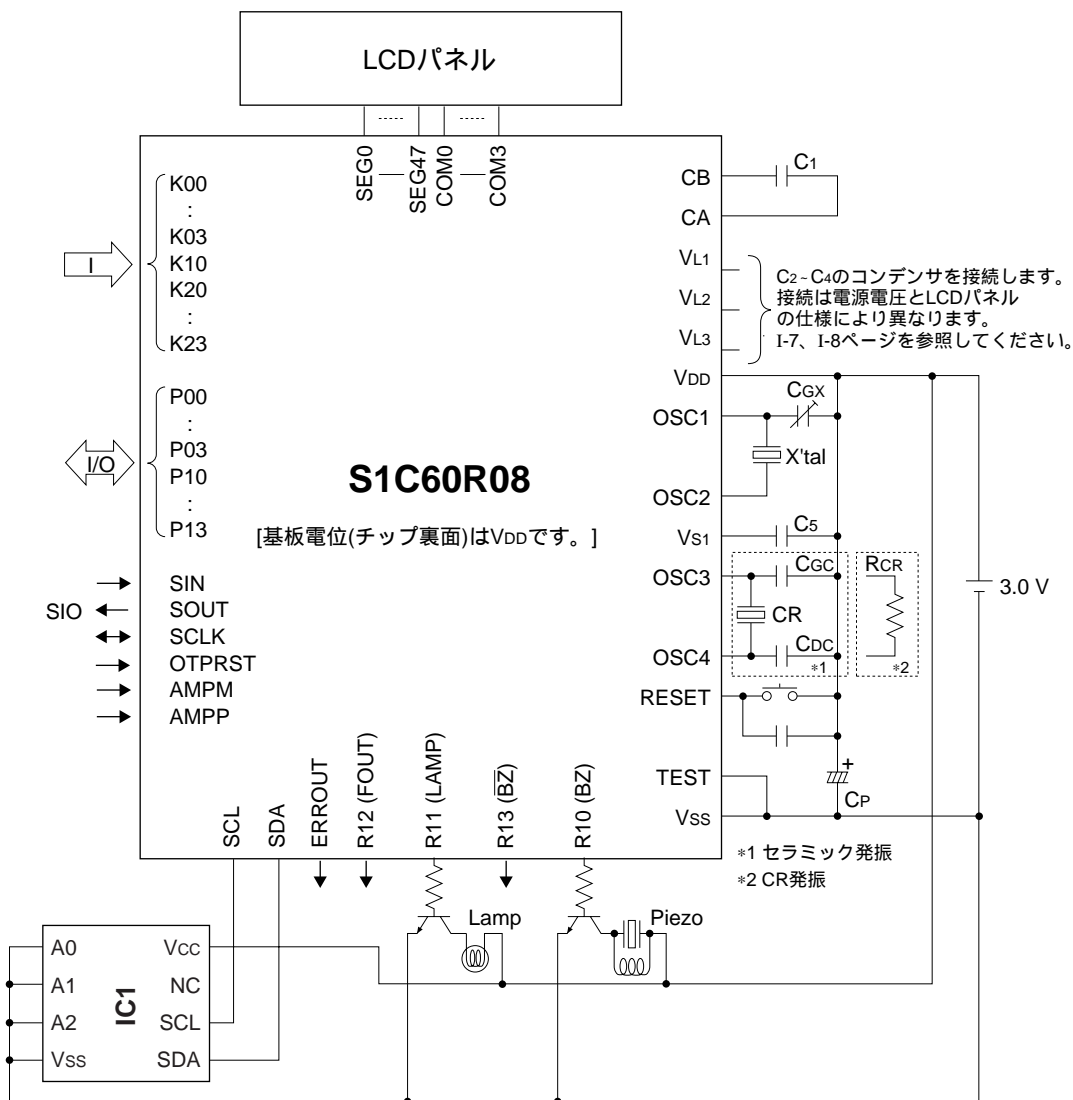 LCDパネル
SEG0
SEG47
COM0
COM3
K00
:
K03
K10
K20
:
K23
I
P00
:
P03
P10
:
P13
I/O
S1C60R08
[基板電位(チップ裏面)はVDDです。]
SIO
SIN
SOUT
SCLK
OTPRST
AMPM
AMPP
CB
CA
C1
VL1
VL2
VL3
C2~C4のコンデンサを接続します。
接続は電源電圧とLCDパネル
の仕様により異なります。
I-7、I-8ページを参照してください。
VDD
OSC1
CGX
X'tal
OSC2
VS1
C5
OSC3
CGC
CR
OSC4
CDC
*1
RCR
*2
3.0 V
RESET
TEST
+
CP
VSS
*1 セラミック発振
*2 CR発振
SCL
SDA
ERROUT
R12 (FOUT)
R11 (LAMP)
R13 (B̅Z̅)
R10 (BZ)
Lamp
Piezo
IC1
A0
A1
A2
VSS
VCC
NC
SCL
SDA